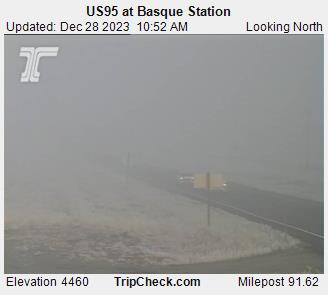 US95 at Basque Station
Updated: Dec 28 2023 10:52 AM Looking North
Elevation 4460 TripCheck.com Milepost 91.62